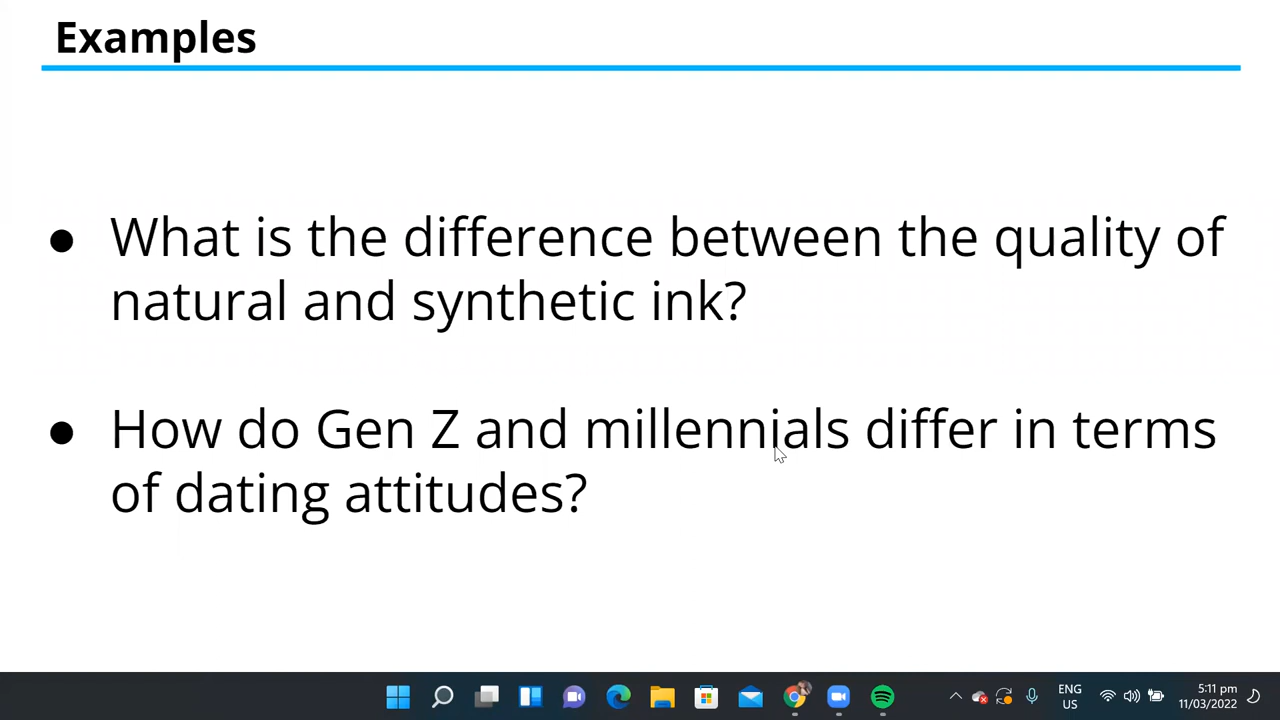 Examples
● What is the difference between the quality of
natural and synthetic ink?
● How do Gen Z and millennials differ in terms
of dating attitudes?
ENG
US
5:11 pm
11/03/2022